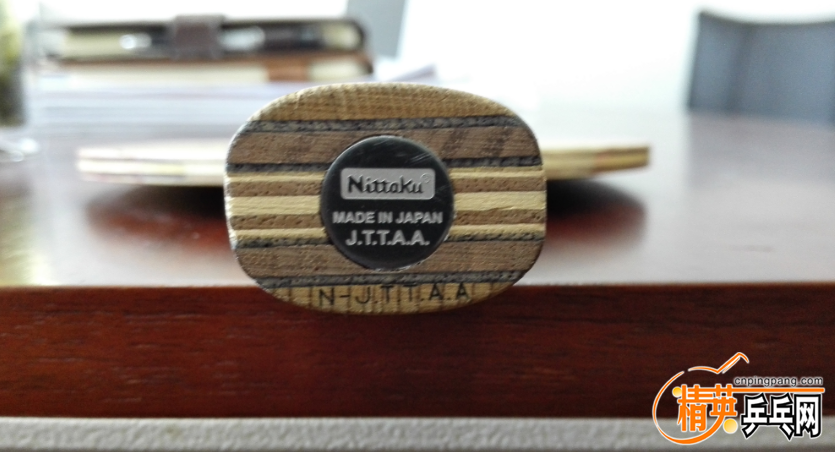 Nittaku
MADE IN JAPAN
J.T.T.A.A.
N-J.T.T.A.A
cnpingpang.com
精英乒乓网